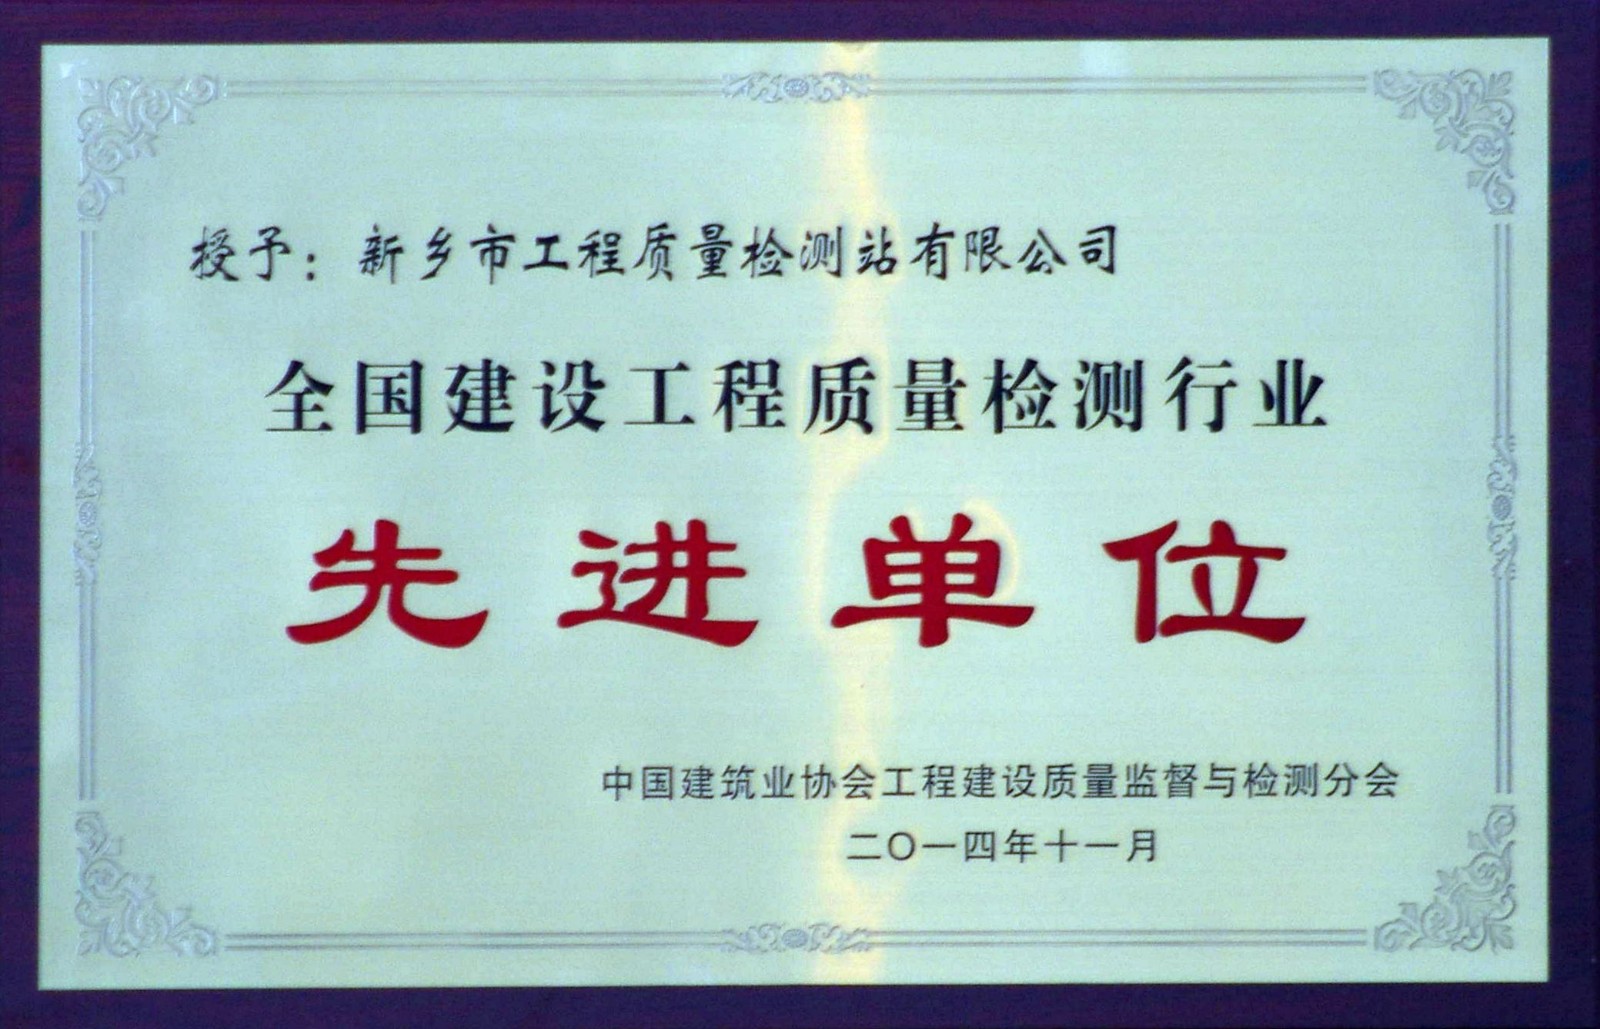 授予：新乡市工程质量检测站有限公司
全国建设工程质量检测行业
先进单位
中国建筑业协会工程建设质量监督与检测分会
二〇一四年十一月